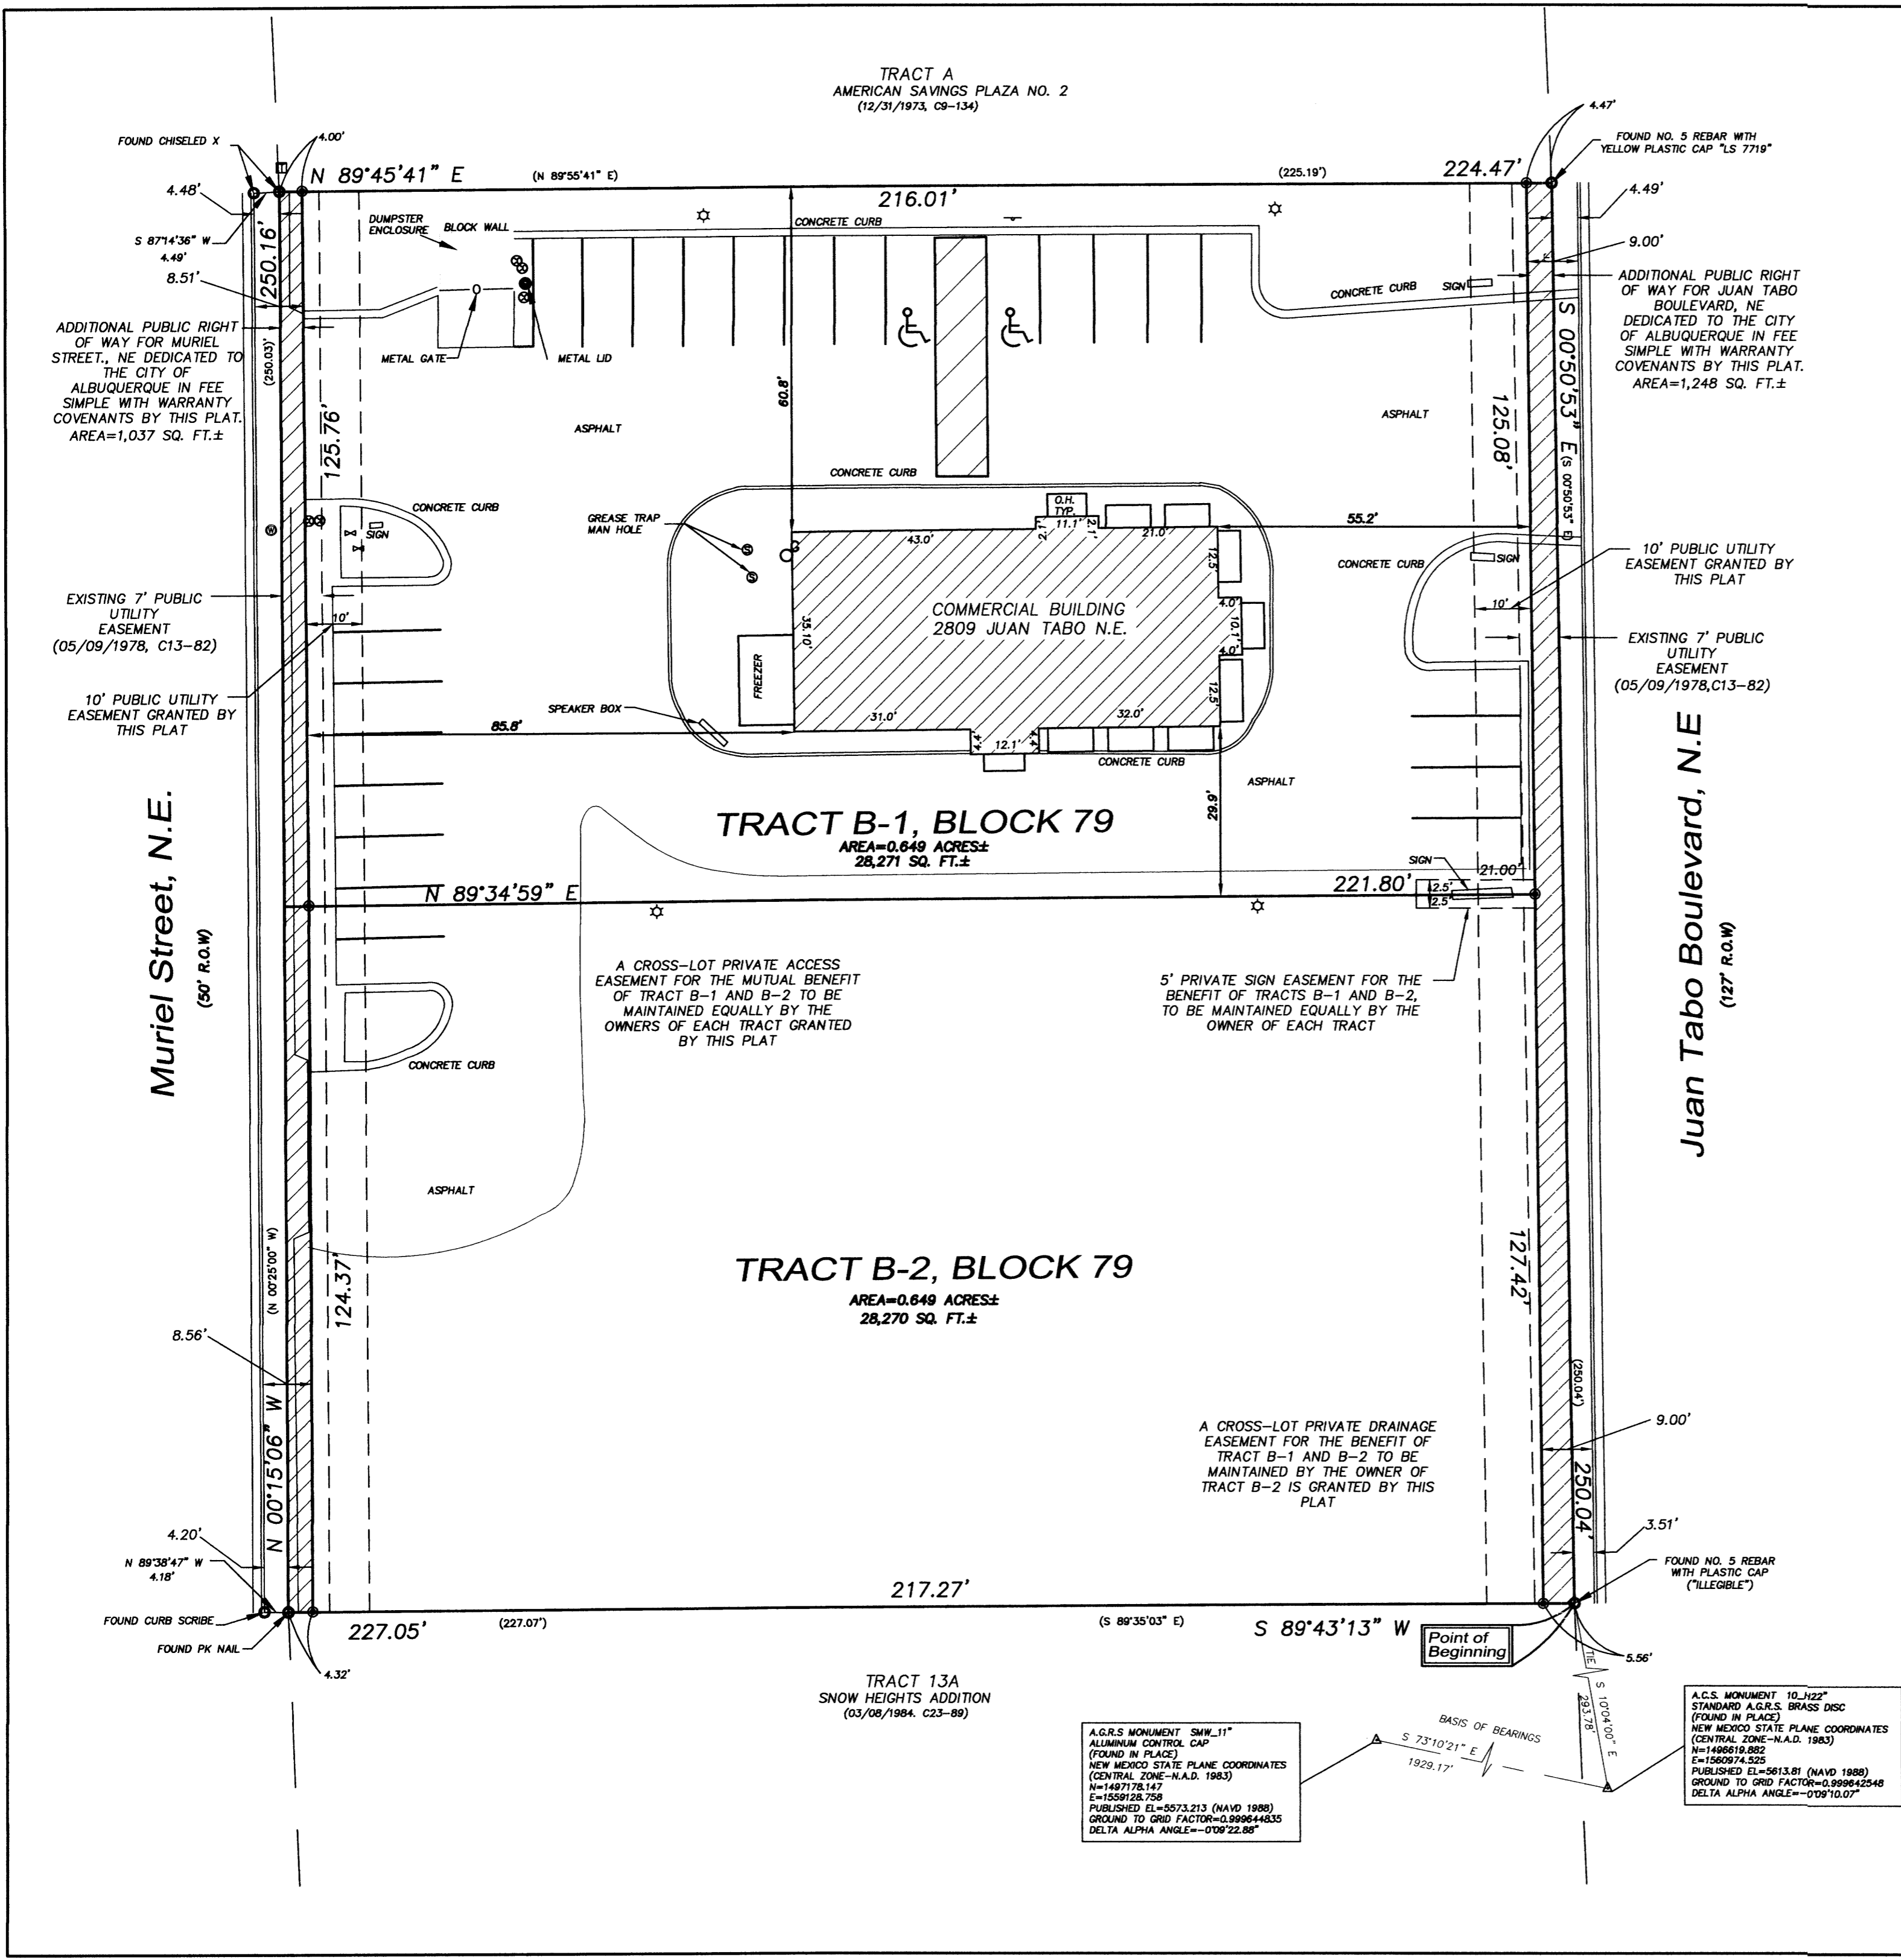 TRACT A
AMERICAN SAVINGS PLAZA NO. 2
(12/31/1973, C9-134)
FOUND CHISELED X
4.00'
4.47'
FOUND NO. 5 REBAR WITH
YELLOW PLASTIC CAP "LS 7719"
N 89°45'41" E
(N 89°55'41" E)
(225.19')
224.47'
216.01'
4.48'
S 87°14'36" W
4.49'
8.51'
250.16'
(250.03)'
4.49'
9.00'
DUMPSTER
ENCLOSURE
BLOCK WALL
CONCRETE CURB
CONCRETE CURB
SIGN
METAL GATE
METAL LID
ADDITIONAL PUBLIC RIGHT
OF WAY FOR MURIEL
STREET., NE DEDICATED TO
THE CITY OF
ALBUQUERQUE IN FEE
SIMPLE WITH WARRANTY
COVENANTS BY THIS PLAT.
AREA=1,037 SQ. FT.±
ADDITIONAL PUBLIC RIGHT
OF WAY FOR JUAN TABO
BOULEVARD, NE
DEDICATED TO THE CITY
OF ALBUQUERQUE IN FEE
SIMPLE WITH WARRANTY
COVENANTS BY THIS PLAT.
AREA=1,248 SQ. FT.±
S 00°50'53" E
(S 00°50'53" E)
125.76'
60.8'
125.08'
ASPHALT
ASPHALT
CONCRETE CURB
CONCRETE CURB
SIGN
W
GREASE TRAP
MAN HOLE
S
S
O.H.
TYP.
2.1'
11.1'
2.1'
43.0'
21.0'
55.2'
12.5'
CONCRETE CURB
SIGN
10' PUBLIC UTILITY
EASEMENT GRANTED BY
THIS PLAT
COMMERCIAL BUILDING
2809 JUAN TABO N.E.
35.10'
4.0'
10.1'
4.0'
12.5'
10'
10'
EXISTING 7' PUBLIC
UTILITY
EASEMENT
(05/09/1978, C13-82)
EXISTING 7' PUBLIC
UTILITY
EASEMENT
(05/09/1978,C13-82)
FREEZER
10' PUBLIC UTILITY
EASEMENT GRANTED BY
THIS PLAT
SPEAKER BOX
85.8'
31.0'
32.0'
4.4'
12.1'
4.4'
CONCRETE CURB
ASPHALT
29.9'
TRACT B-1, BLOCK 79
AREA=0.649 ACRES±
28,271 SQ. FT.±
Muriel Street, N.E.
(50' R.O.W)
Juan Tabo Boulevard, N.E
(127' R.O.W)
SIGN
21.00'
2.5'
2.5'
N 89°34'59" E
221.80'
A CROSS-LOT PRIVATE ACCESS
EASEMENT FOR THE MUTUAL BENEFIT
OF TRACT B-1 AND B-2 TO BE
MAINTAINED EQUALLY BY THE
OWNERS OF EACH TRACT GRANTED
BY THIS PLAT
5' PRIVATE SIGN EASEMENT FOR THE
BENEFIT OF TRACTS B-1 AND B-2,
TO BE MAINTAINED EQUALLY BY THE
OWNER OF EACH TRACT
CONCRETE CURB
ASPHALT
(N 00°25'00" W)
124.37'
127.42'
TRACT B-2, BLOCK 79
AREA=0.649 ACRES±
28,270 SQ. FT.±
8.56'
N 00°15'06" W
(250.04')
250.04'
9.00'
A CROSS-LOT PRIVATE DRAINAGE
EASEMENT FOR THE BENEFIT OF
TRACT B-1 AND B-2 TO BE
MAINTAINED BY THE OWNER OF
TRACT B-2 IS GRANTED BY THIS
PLAT
4.20'
N 89°38'47" W
4.18'
3.51'
FOUND NO. 5 REBAR
WITH PLASTIC CAP
("ILLEGIBLE")
217.27'
FOUND CURB SCRIBE
FOUND PK NAIL
227.05'
(227.07')
(S 89°35'03" E)
S 89°43'13" W
Point of
Beginning
4.32'
5.56'
TRACT 13A
SNOW HEIGHTS ADDITION
(03/08/1984. C23-89)
TIE
S 10°04'00" E
293.78'
BASIS OF BEARINGS
S 73°10'21" E
1929.17'
A.G.R.S MONUMENT SMW_11"
ALUMINUM CONTROL CAP
(FOUND IN PLACE)
NEW MEXICO STATE PLANE COORDINATES
(CENTRAL ZONE-N.A.D. 1983)
N=1497178.147
E=1559128.758
PUBLISHED EL=5573.213 (NAVD 1988)
GROUND TO GRID FACTOR=0.999644835
DELTA ALPHA ANGLE=-0°09'22.88"
A.C.S. MONUMENT 10_H22"
STANDARD A.G.R.S. BRASS DISC
(FOUND IN PLACE)
NEW MEXICO STATE PLANE COORDINATES
(CENTRAL ZONE-N.A.D. 1983)
N=1496619.882
E=1560974.525
PUBLISHED EL=5613.81 (NAVD 1988)
GROUND TO GRID FACTOR=0.999642548
DELTA ALPHA ANGLE=-0°09'10.07"